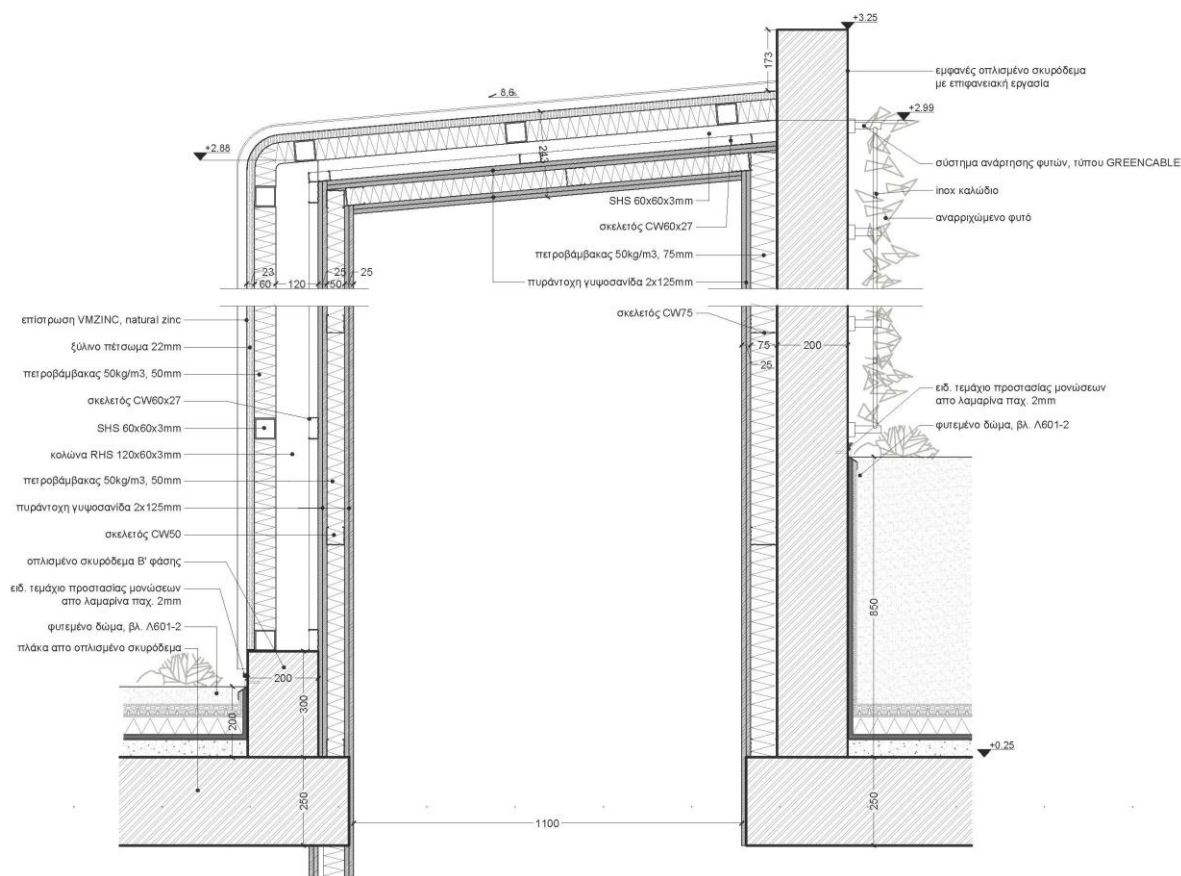 +3.25
173
εμφανές οπλισμένο σκυρόδεμα
με επιφανειακή εργασία
8,6
+2.99
+2.88
243
σύστημα ανάρτησης φυτών, τύπου GREENCABLE
inox καλώδιο
SHS 60x60x3mm
αναρριχώμενο φυτό
σκελετός CW60x27
πετροβάμβακας 50kg/m3, 75mm
23
25
25
60
120
50
πυράντοχη γυψοσανίδα 2x125mm
επίστρωση VMZINC, natural zinc
σκελετός CW75
ξύλινο πέτσωμα 22mm
75
200
25
πετροβάμβακας 50kg/m3, 50mm
ειδ. τεμάχιο προστασίας μονώσεων
απο λαμαρίνα παχ. 2mm
σκελετός CW60x27
φυτεμένο δώμα, βλ. Λ601-2
SHS 60x60x3mm
κολώνα RHS 120x60x3mm
πετροβάμβακας 50kg/m3, 50mm
πυράντοχη γυψοσανίδα 2x125mm
σκελετός CW50
οπλισμένο σκυρόδεμα Β' φάσης
ειδ. τεμάχιο προστασίας μονώσεων
απο λαμαρίνα παχ. 2mm
850
φυτεμένο δώμα, βλ. Λ601-2
πλάκα απο οπλισμένο σκυρόδεμα
200
200
300
+0.25
250
250
1100